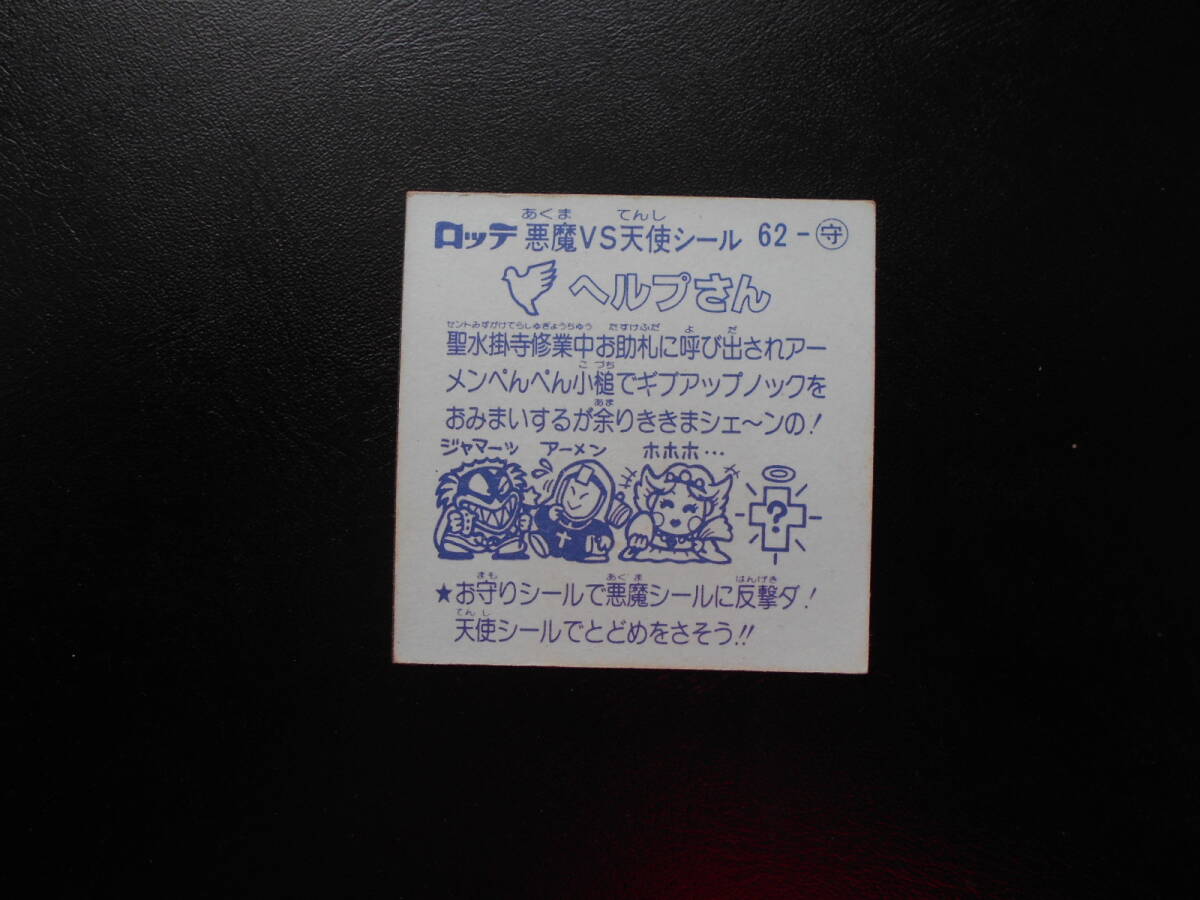 あくま てんし
ロッテ 悪魔VS天使シール 62-守
ヘルプさん
セントみずかけてらしゅぎょうちゅう たすけふだ よ だ
聖水掛寺修業中お助札に呼び出されアー
こづち
メンぺんぺん小槌でギブアップノックを
あま
おみまいするが余りききまシェ〜ンの!
ジャマーッ アーメン ホホホ…
?
まも あくま はんげき
★お守りシールで悪魔シールに反撃ダ!
てんし
天使シールでとどめをさそう!!